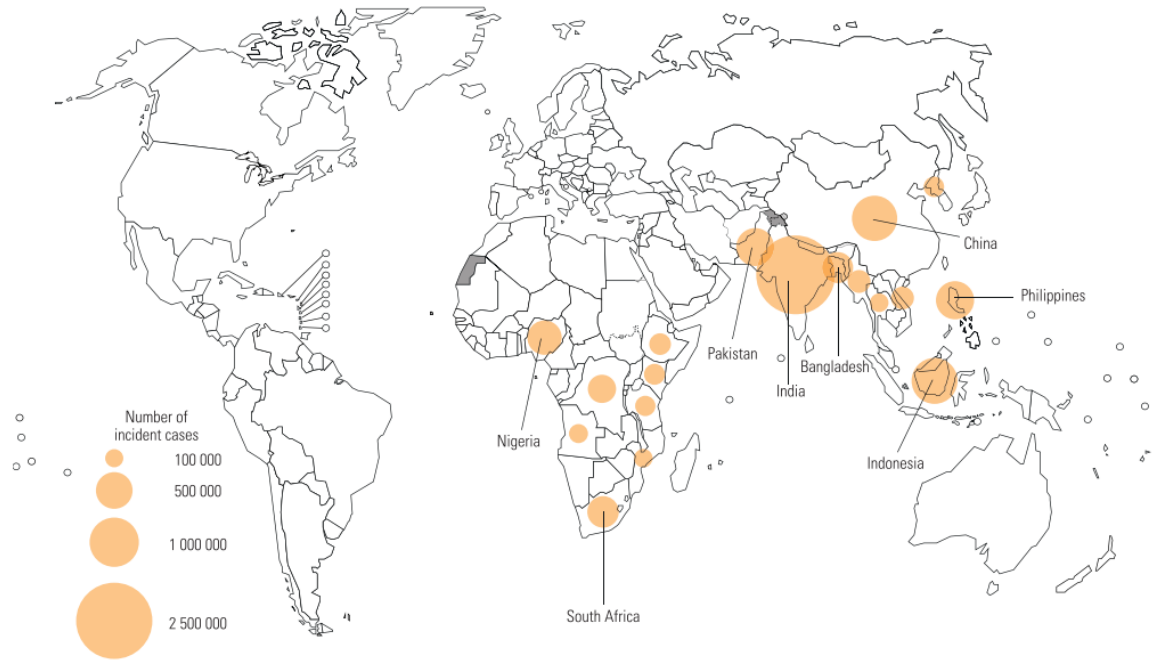 China
Philippines
Pakistan
Bangladesh
India
Nigeria
Indonesia
South Africa
Number of
incident cases
100 000
500 000
1 000 000
2 500 000